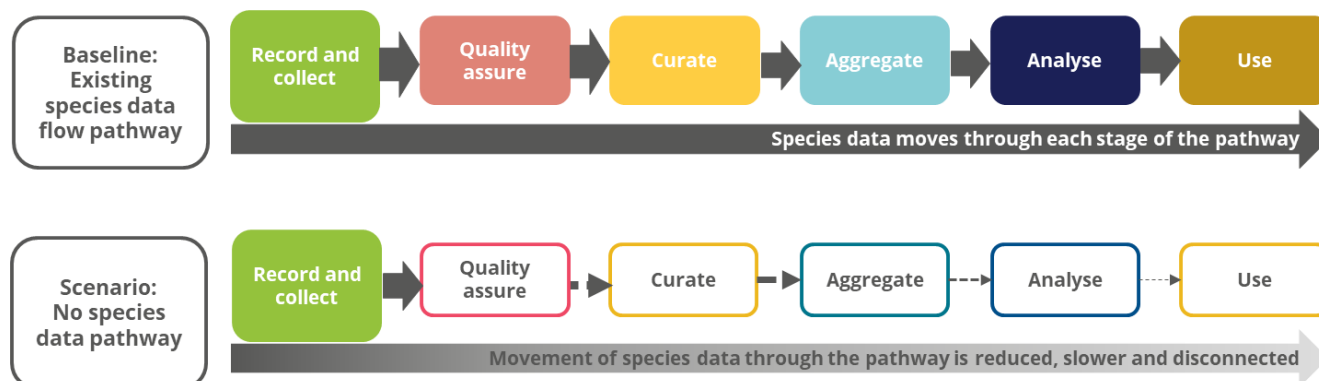 Baseline:
Existing
species data
flow pathway
Record and
collect
Quality
assure
Curate
Aggregate
Analyse
Use
Species data moves through each stage of the pathway
Scenario:
No species
data pathway
Record and
collect
Quality
assure
Curate
Aggregate
Analyse
Use
Movement of species data through the pathway is reduced, slower and disconnected